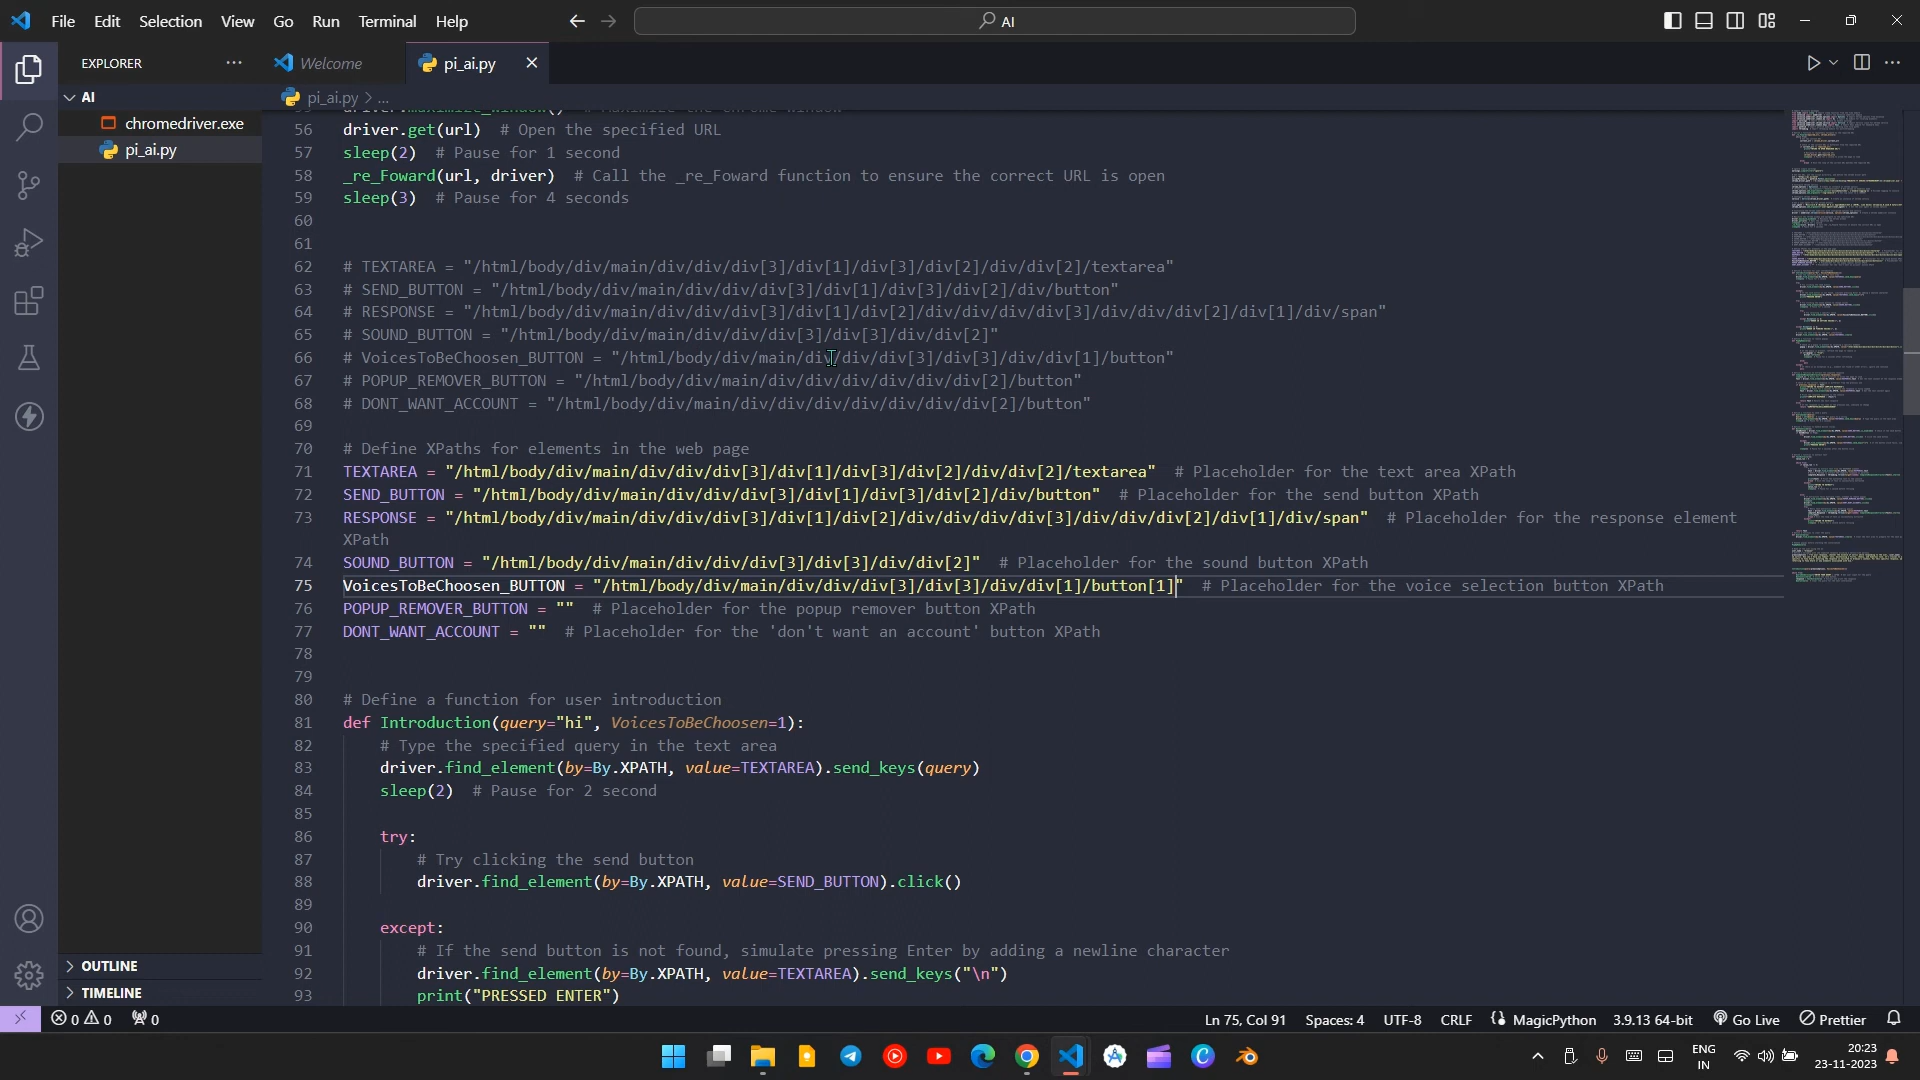 File Edit Selection View Go Run Terminal Help
AI
EXPLORER
Welcome
pi_ai.py
AI
chromedriver.exe
pi_ai.py
pi_ai.py > ...
56 driver.get(url)  # Open the specified URL
57 sleep(2)  # Pause for 1 second
58 _re_Foward(url, driver)  # Call the _re_Foward function to ensure the correct URL is open
59 sleep(3)  # Pause for 4 seconds
60
61
62 # TEXTAREA = "/html/body/div/main/div/div/div[3]/div[1]/div[3]/div[2]/div/div[2]/textarea"
63 # SEND_BUTTON = "/html/body/div/main/div/div/div[3]/div[1]/div[3]/div[2]/div/button"
64 # RESPONSE = "/html/body/div/main/div/div/div[3]/div[1]/div[2]/div/div/div/div[3]/div/div/div[2]/div[1]/div/span"
65 # SOUND_BUTTON = "/html/body/div/main/div/div/div[3]/div[3]/div/div[2]"
66 # VoicesToBeChoosen_BUTTON = "/html/body/div/main/div/div/div[3]/div[3]/div/div[1]/button"
67 # POPUP_REMOVER_BUTTON = "/html/body/div/main/div/div/div/div/div/div[2]/button"
68 # DONT_WANT_ACCOUNT = "/html/body/div/main/div/div/div/div/div/div/div[2]/button"
69
70 # Define XPaths for elements in the web page
71 TEXTAREA = "/html/body/div/main/div/div/div[3]/div[1]/div[3]/div[2]/div/div[2]/textarea"  # Placeholder for the text area XPath
72 SEND_BUTTON = "/html/body/div/main/div/div/div[3]/div[1]/div[3]/div[2]/div/button"  # Placeholder for the send button XPath
73 RESPONSE = "/html/body/div/main/div/div/div[3]/div[1]/div[2]/div/div/div/div[3]/div/div/div[2]/div[1]/div/span"  # Placeholder for the response element
XPath
74 SOUND_BUTTON = "/html/body/div/main/div/div/div[3]/div[3]/div/div[2]"  # Placeholder for the sound button XPath
75 VoicesToBeChoosen_BUTTON = "/html/body/div/main/div/div/div[3]/div[3]/div/div[1]/button[1]"  # Placeholder for the voice selection button XPath
76 POPUP_REMOVER_BUTTON = ""  # Placeholder for the popup remover button XPath
77 DONT_WANT_ACCOUNT = ""  # Placeholder for the 'don't want an account' button XPath
78
79
80 # Define a function for user introduction
81 def Introduction(query="hi", VoicesToBeChoosen=1):
82 # Type the specified query in the text area
83 driver.find_element(by=By.XPATH, value=TEXTAREA).send_keys(query)
84 sleep(2)  # Pause for 2 second
85
86 try:
87 # Try clicking the send button
88 driver.find_element(by=By.XPATH, value=SEND_BUTTON).click()
89
90 except:
91 # If the send button is not found, simulate pressing Enter by adding a newline character
92 driver.find_element(by=By.XPATH, value=TEXTAREA).send_keys("\n")
93 print("PRESSED ENTER")
OUTLINE
TIMELINE
0 0 0
Ln 75, Col 91 Spaces: 4 UTF-8 CRLF MagicPython 3.9.13 64-bit Go Live Prettier
ENG
IN
20:23
23-11-2023